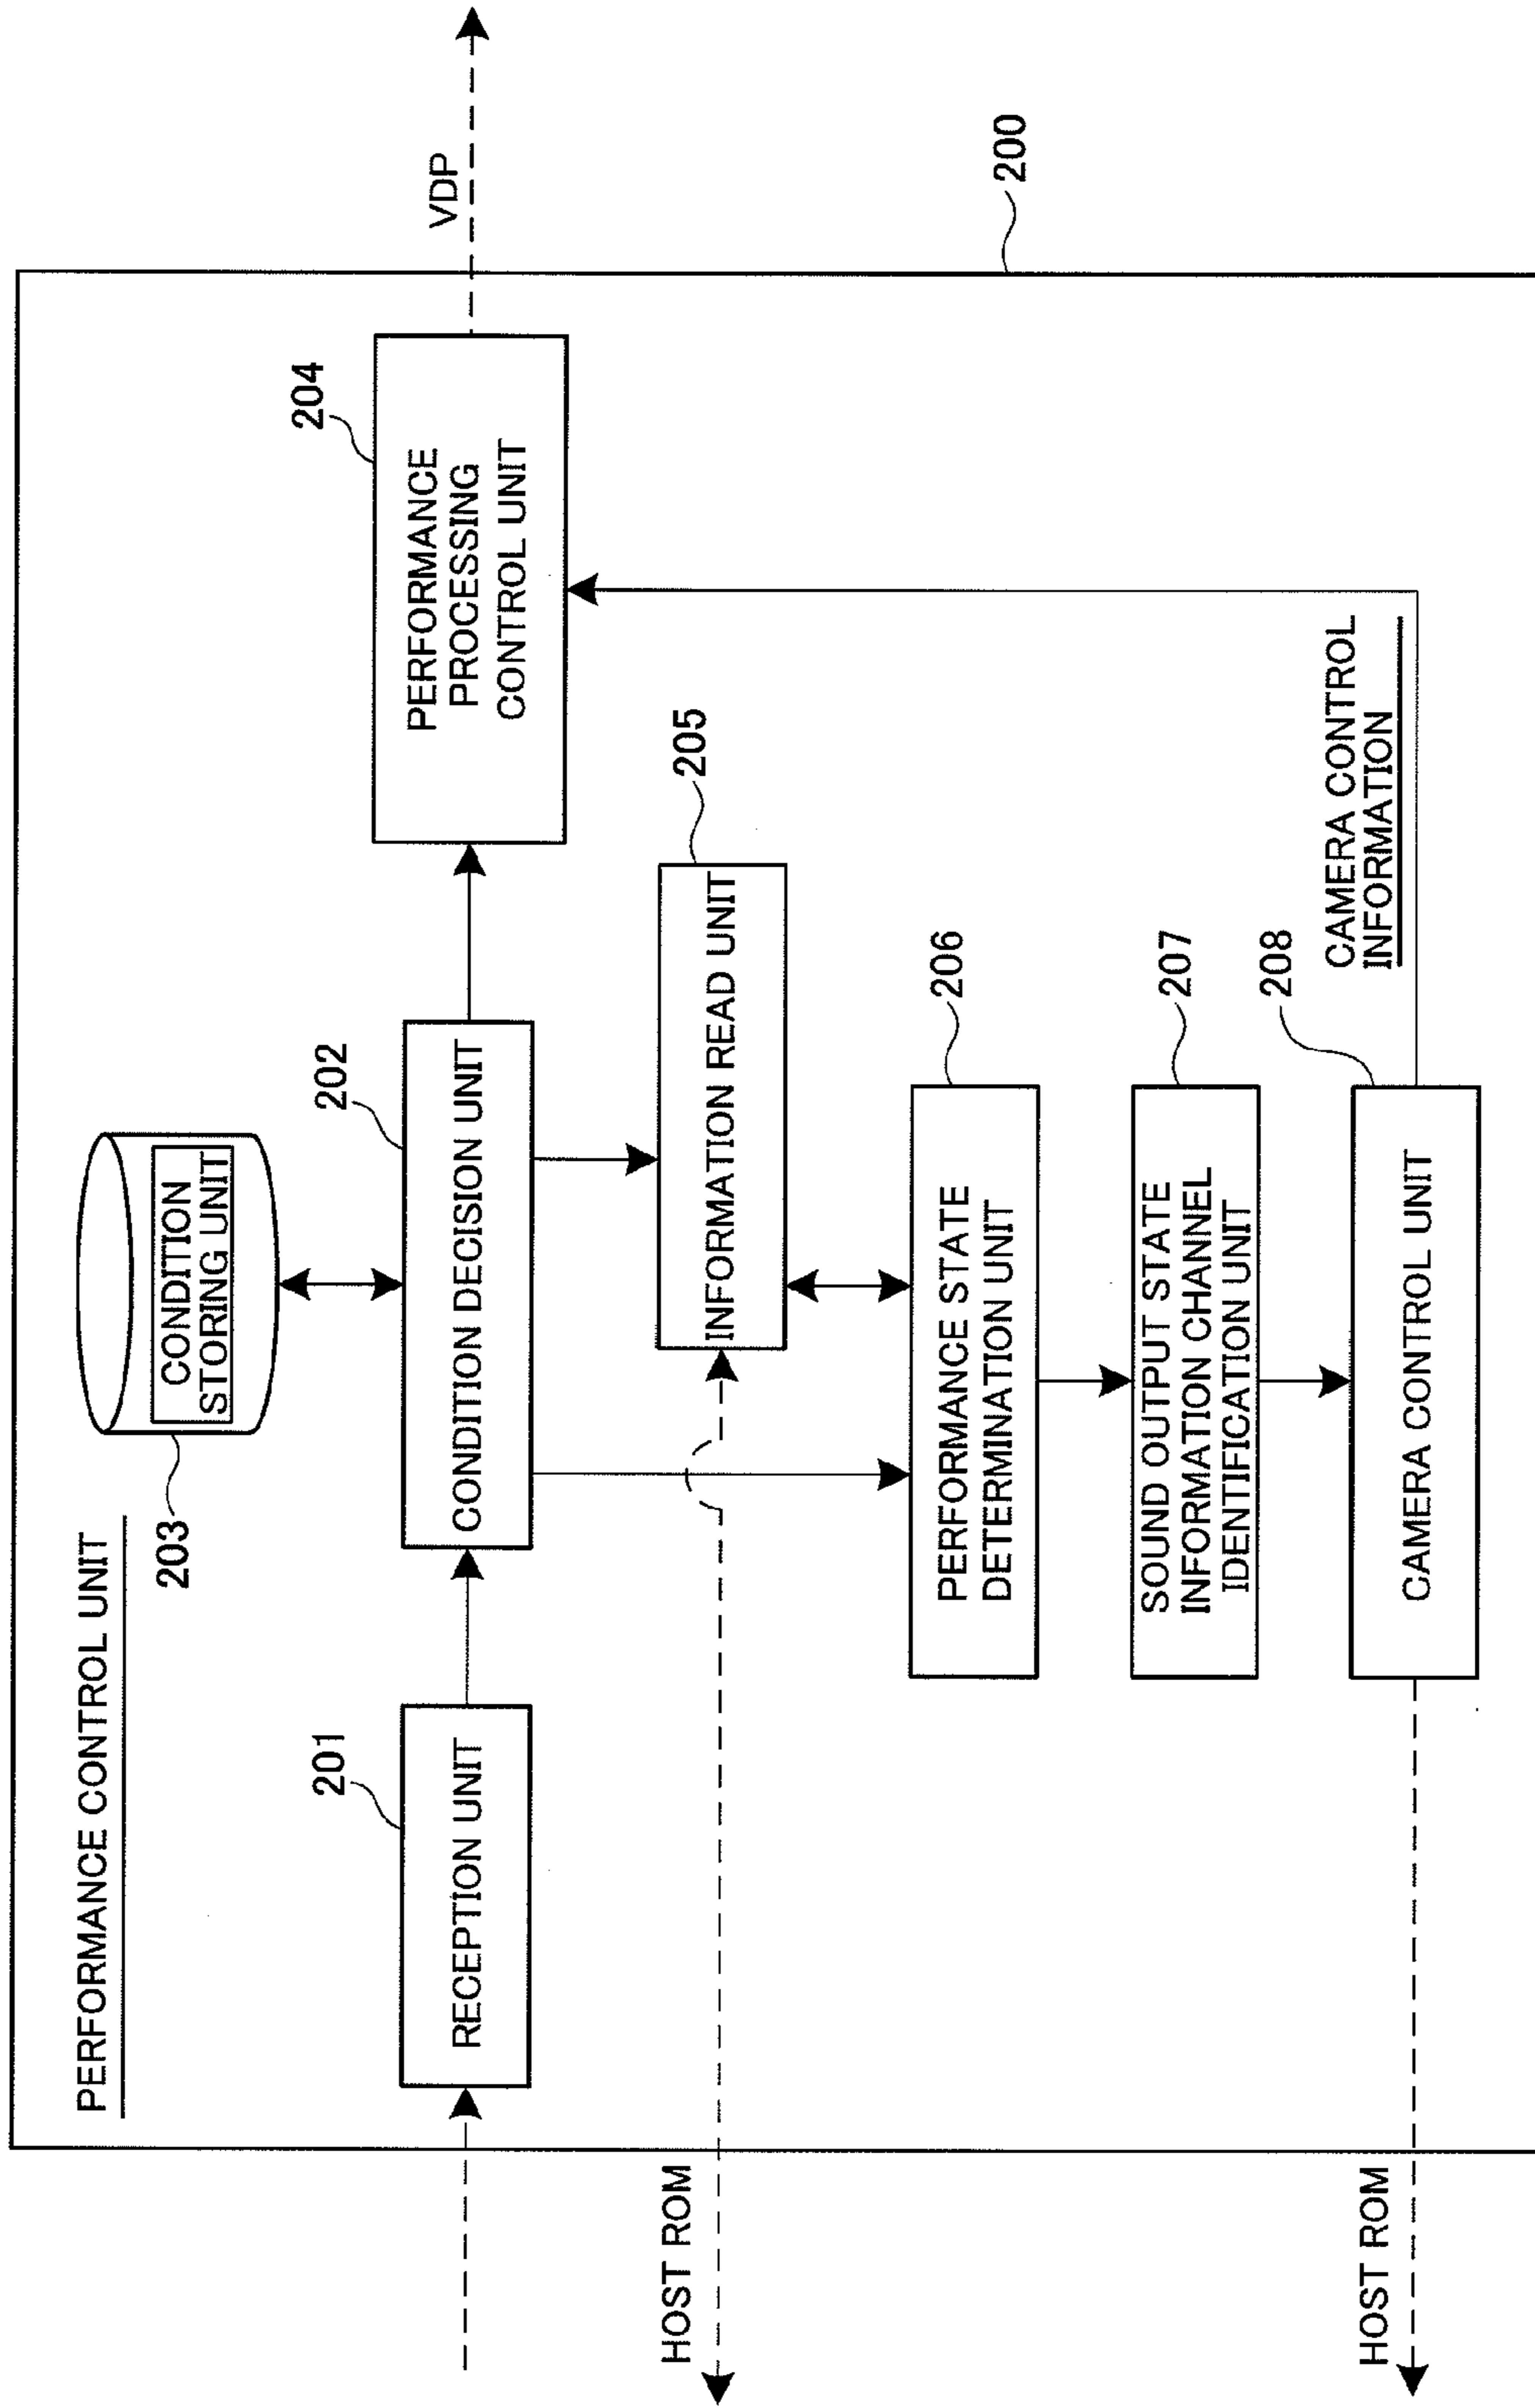 PERFORMANCE CONTROL UNIT
203
CONDITION
STORING UNIT
201
RECEPTION UNIT
202
CONDITION DECISION UNIT
204
PERFORMANCE
PROCESSING
CONTROL UNIT
VDP
HOST ROM
205
INFORMATION READ UNIT
206
PERFORMANCE STATE
DETERMINATION UNIT
200
207
SOUND OUTPUT STATE
INFORMATION CHANNEL
IDENTIFICATION UNIT
208
HOST ROM
CAMERA CONTROL UNIT
CAMERA CONTROL
INFORMATION